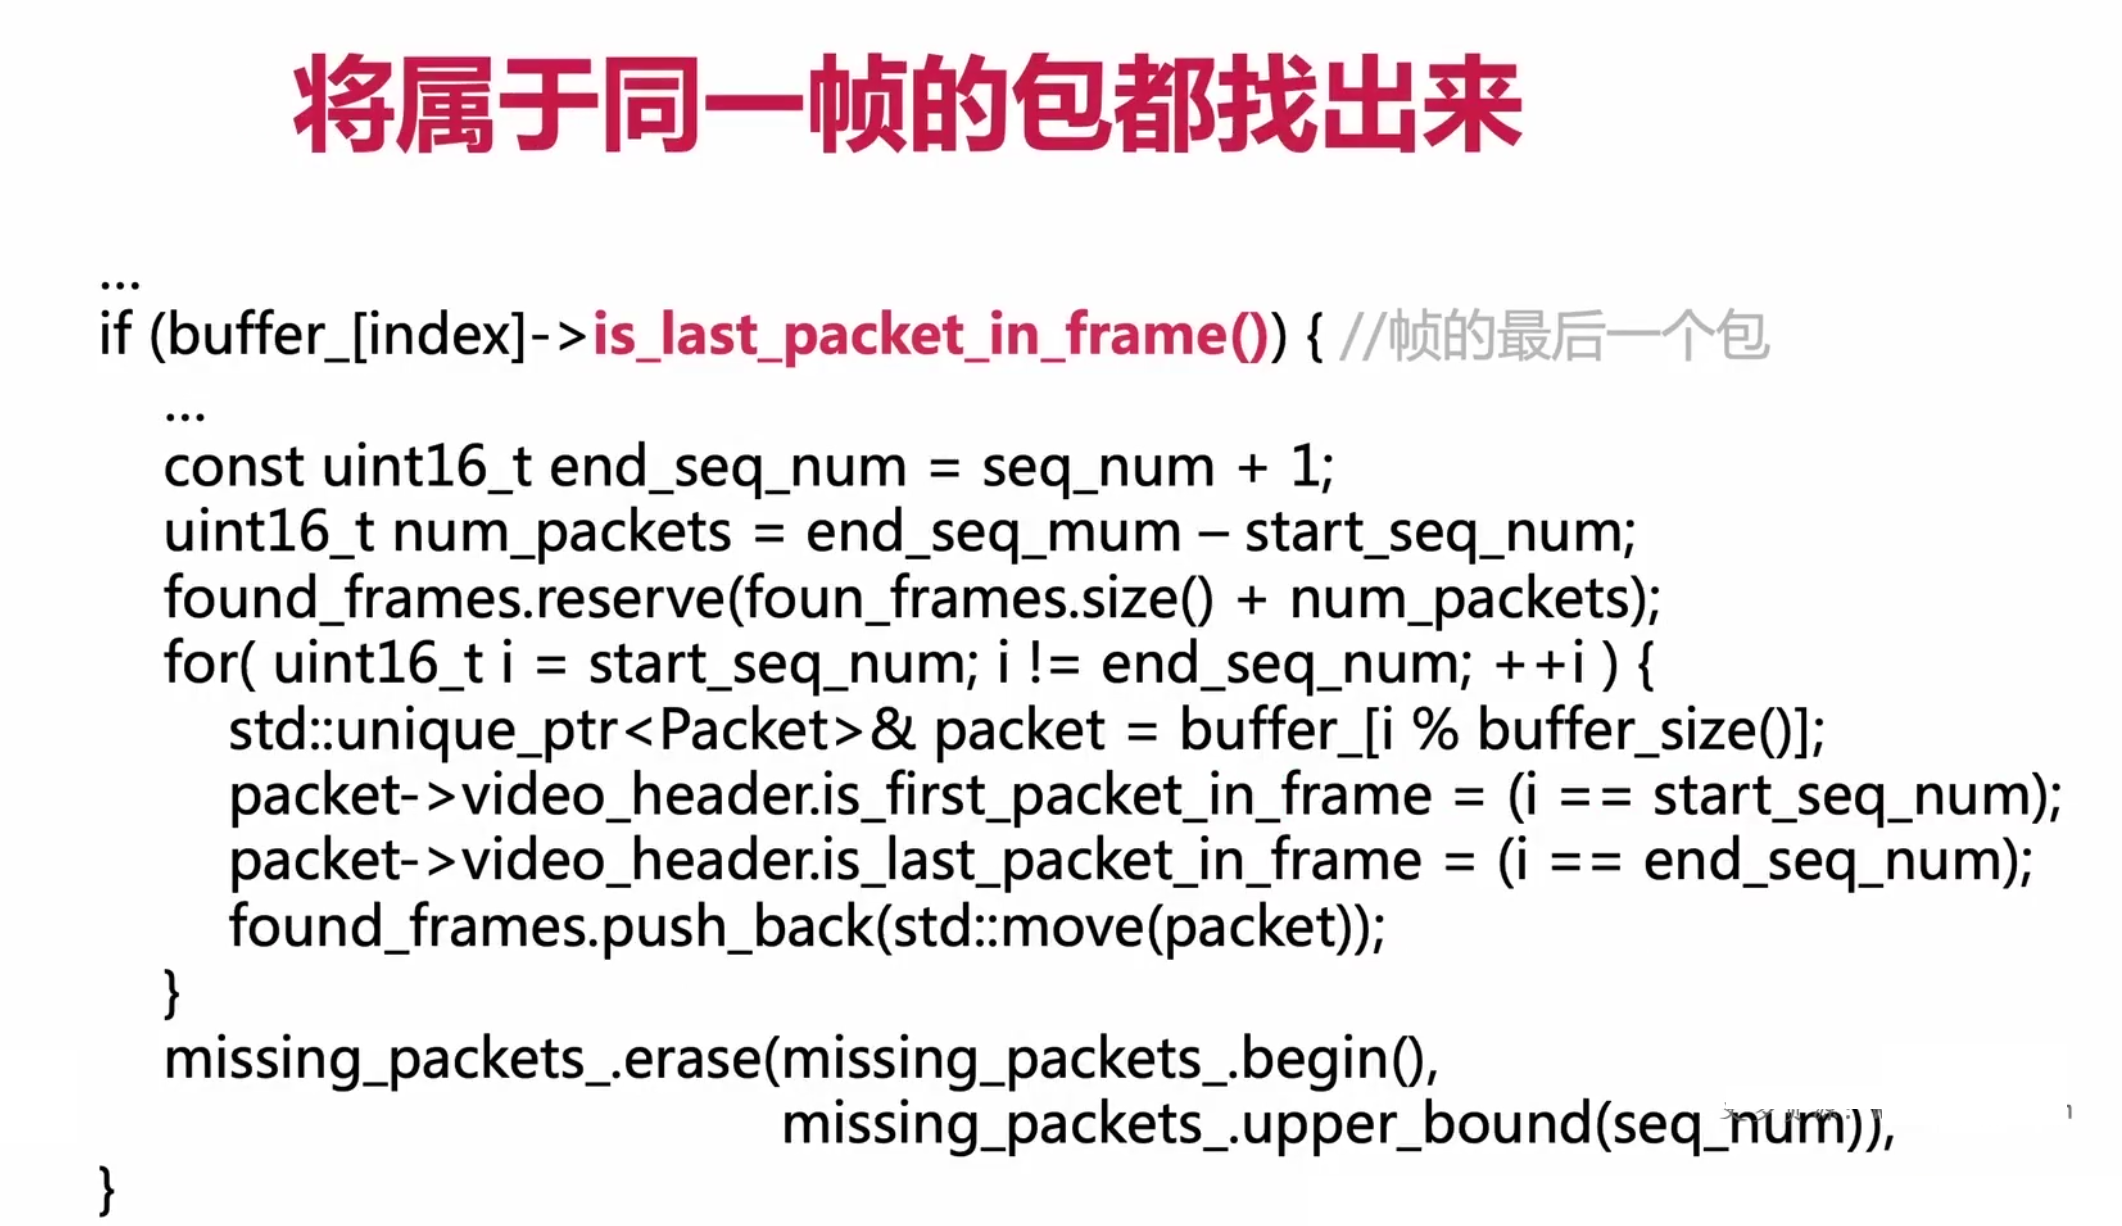 将属于同一帧的包都找出来
...
if (buffer_[index]->is_last_packet_in_frame()) { //帧的最后一个包
...
const uint16_t end_seq_num = seq_num + 1;
uint16_t num_packets = end_seq_mum – start_seq_num;
found_frames.reserve(foun_frames.size() + num_packets);
for( uint16_t i = start_seq_num; i != end_seq_num; ++i ) {
std::unique_ptr<Packet>& packet = buffer_[i % buffer_size()];
packet->video_header.is_first_packet_in_frame = (i == start_seq_num);
packet->video_header.is_last_packet_in_frame = (i == end_seq_num);
found_frames.push_back(std::move(packet));
}
missing_packets_.erase(missing_packets_.begin(),
missing_packets_.upper_bound(seq_num)),
}